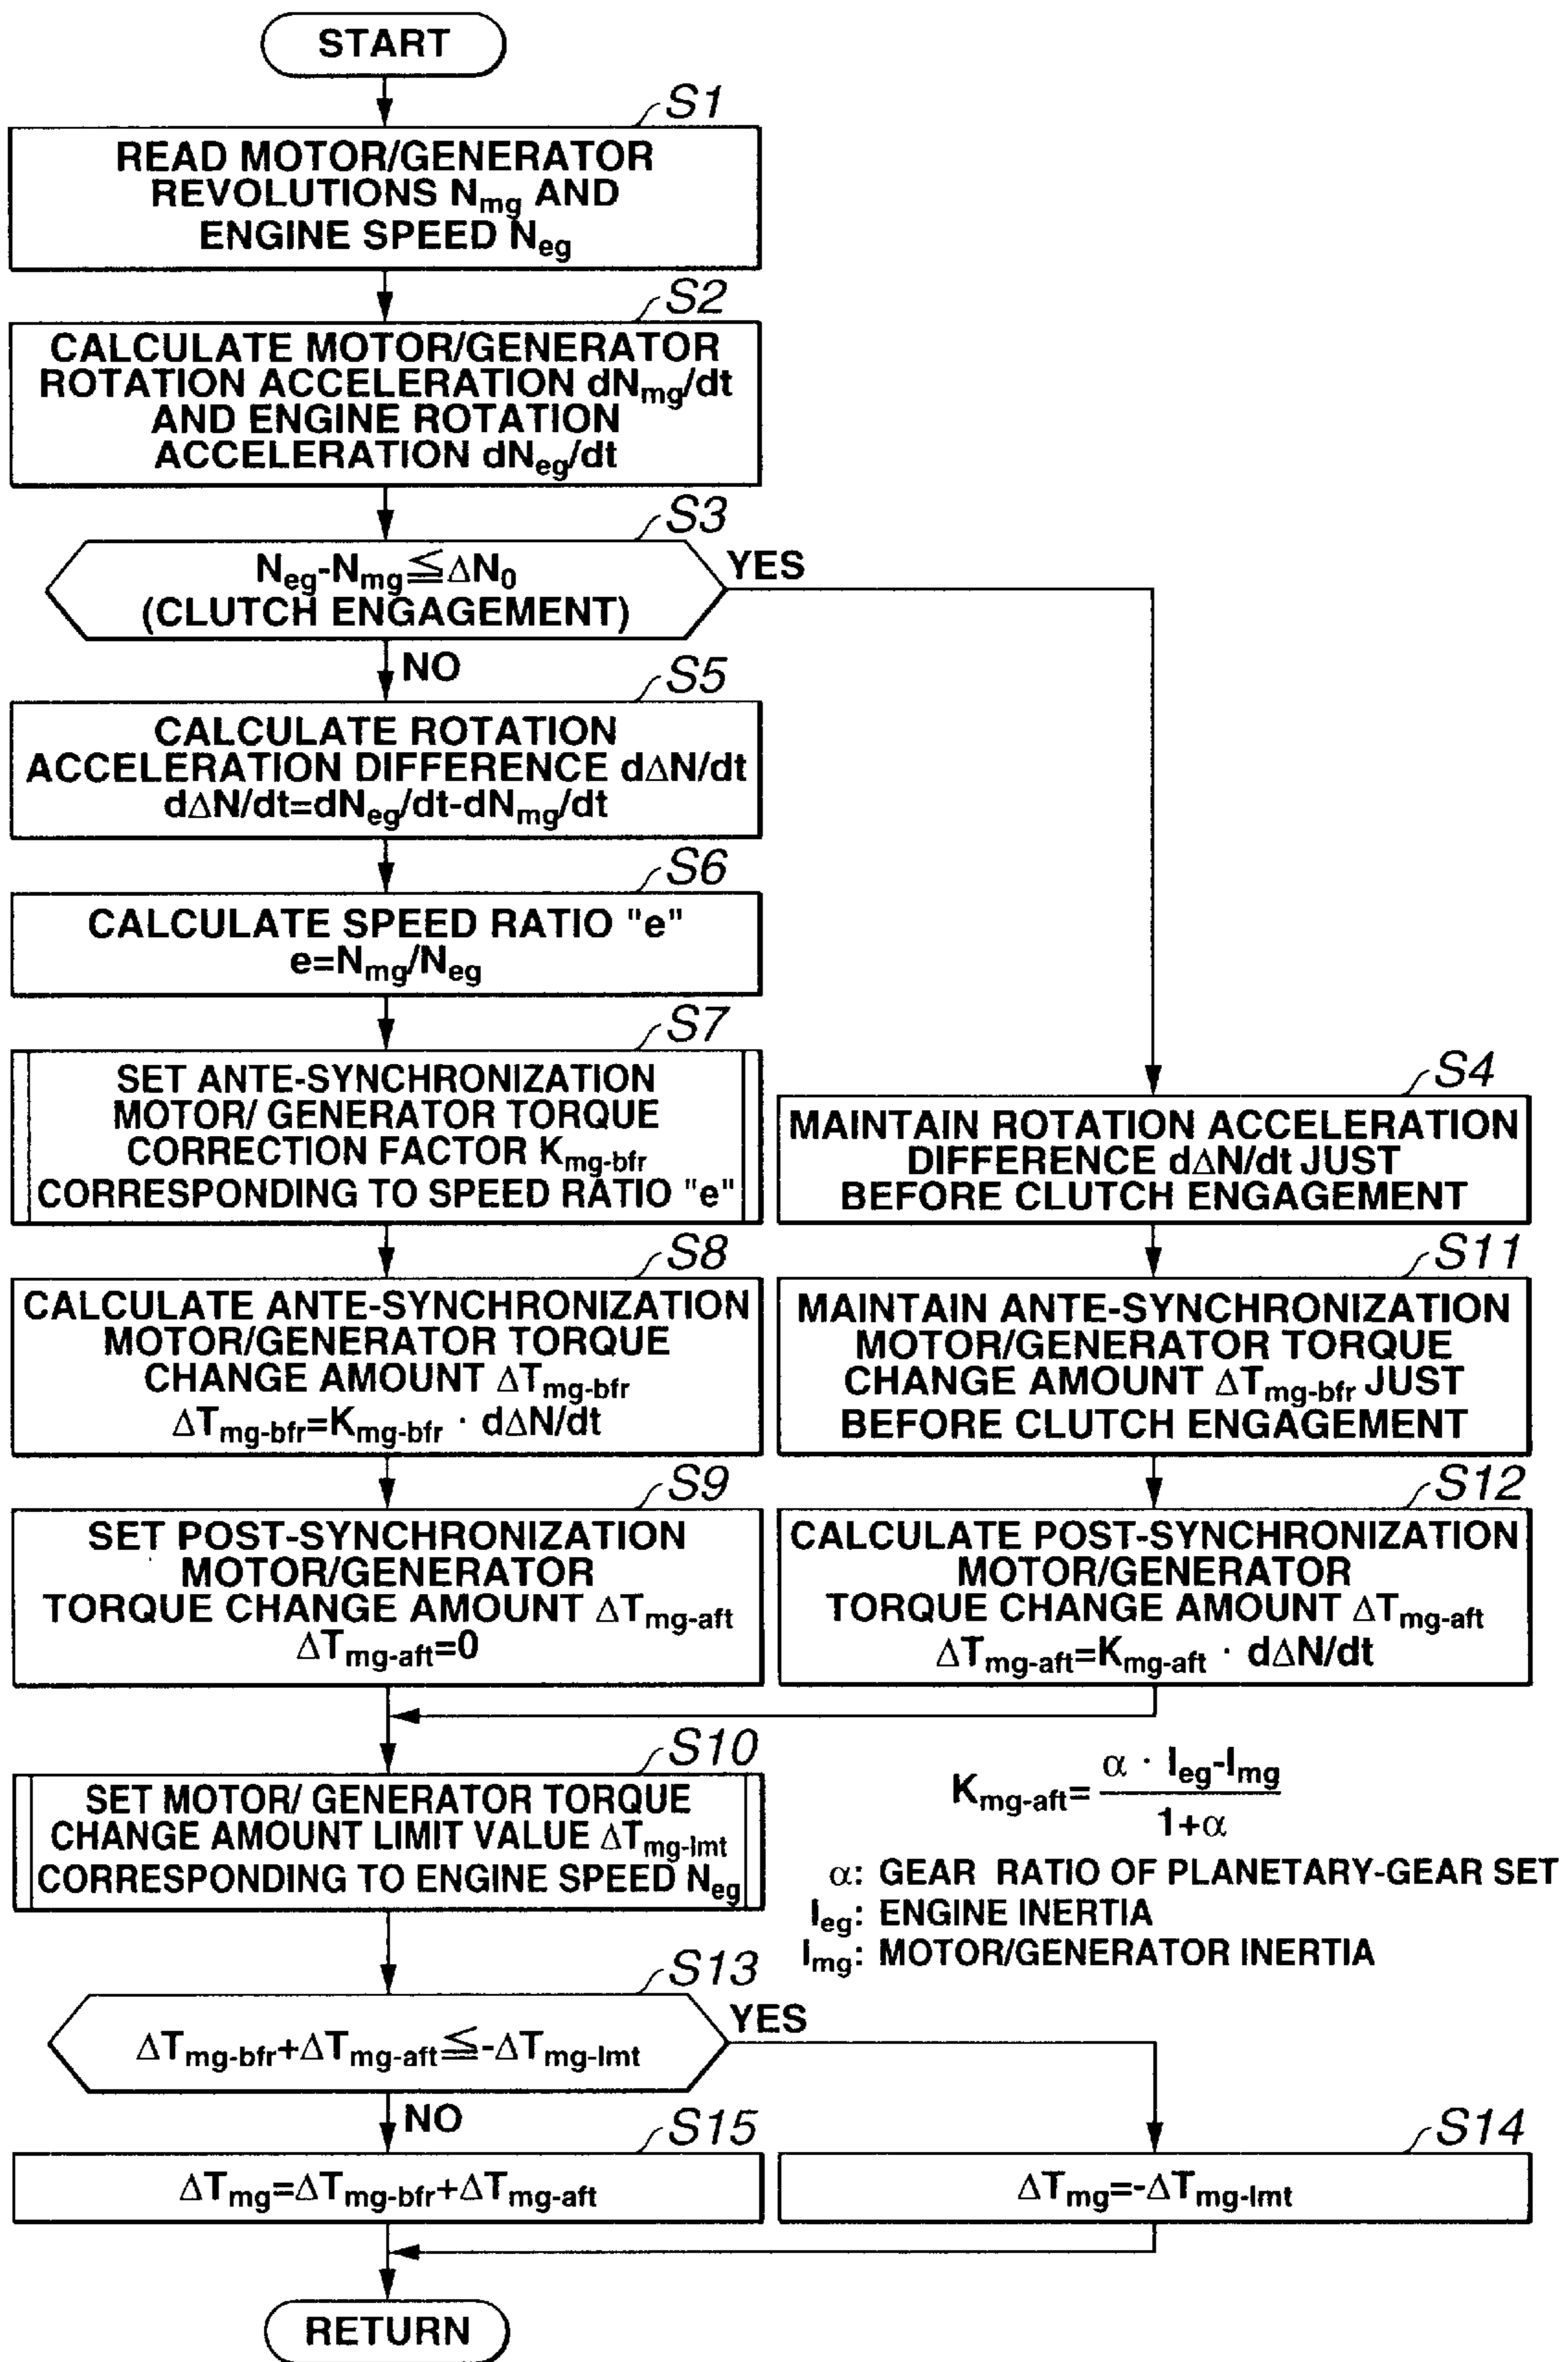 START
S1
READ MOTOR/GENERATOR
REVOLUTIONS Nmg AND
ENGINE SPEED Neg
S2
CALCULATE MOTOR/GENERATOR
ROTATION ACCELERATION dNmg/dt
AND ENGINE ROTATION
ACCELERATION dNeg/dt
S3
Neg-Nmg≦ΔN0
(CLUTCH ENGAGEMENT)
YES
NO
S5
CALCULATE ROTATION
ACCELERATION DIFFERENCE dΔN/dt
dΔN/dt=dNeg/dt-dNmg/dt
S6
CALCULATE SPEED RATIO "e"
e=Nmg/Neg
S7
SET ANTE-SYNCHRONIZATION
MOTOR/ GENERATOR TORQUE
CORRECTION FACTOR Kmg-bfr
CORRESPONDING TO SPEED RATIO "e"
S4
MAINTAIN ROTATION ACCELERATION
DIFFERENCE dΔN/dt JUST
BEFORE CLUTCH ENGAGEMENT
S8
CALCULATE ANTE-SYNCHRONIZATION
MOTOR/GENERATOR TORQUE
CHANGE AMOUNT ΔTmg-bfr
ΔTmg-bfr=Kmg-bfr · dΔN/dt
S11
MAINTAIN ANTE-SYNCHRONIZATION
MOTOR/GENERATOR TORQUE
CHANGE AMOUNT ΔTmg-bfr JUST
BEFORE CLUTCH ENGAGEMENT
S9
SET POST-SYNCHRONIZATION
MOTOR/GENERATOR
TORQUE CHANGE AMOUNT ΔTmg-aft
ΔTmg-aft=0
S12
CALCULATE POST-SYNCHRONIZATION
MOTOR/GENERATOR
TORQUE CHANGE AMOUNT ΔTmg-aft
ΔTmg-aft=Kmg-aft · dΔN/dt
S10
SET MOTOR/ GENERATOR TORQUE
CHANGE AMOUNT LIMIT VALUE ΔTmg-lmt
CORRESPONDING TO ENGINE SPEED Neg
α · Ieg-Img
Kmg-aft=
1+α
α: GEAR RATIO OF PLANETARY-GEAR SET
Ieg: ENGINE INERTIA
Img: MOTOR/GENERATOR INERTIA
S13
ΔTmg-bfr+ΔTmg-aft≦-ΔTmg-lmt
YES
NO
S15
ΔTmg=ΔTmg-bfr+ΔTmg-aft
S14
ΔTmg=-ΔTmg-lmt
RETURN